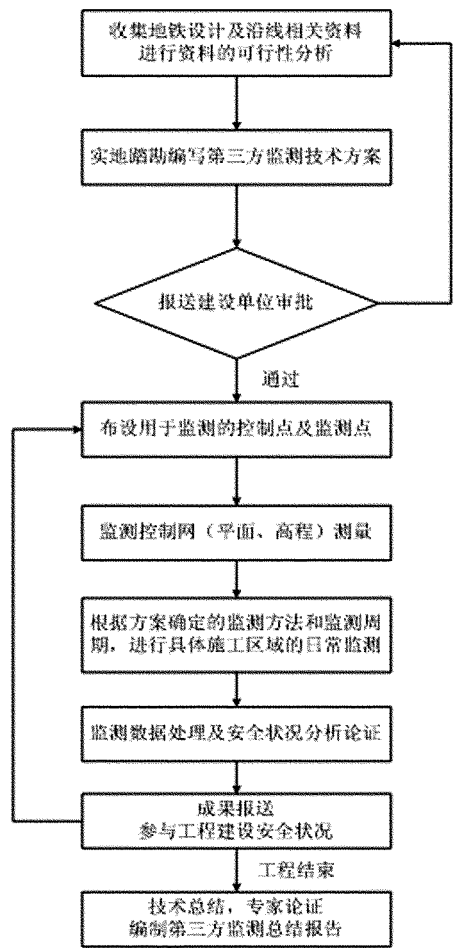 收集地铁设计及沿线相关资料
进行资料的可行性分析
实地踏勘编写第三方监测技术方案
报送建设单位审批
通过
布设用于监测的控制点及监测点
监测控制网（平面、高程）测量
根据方案确定的监测方法和监测周
期，进行具体施工区域的日常监测
监测数据处理及安全状况分析论证
成果报送
参与工程建设安全状况
工程结束
技术总结，专家论证
编制第三方监测总结报告